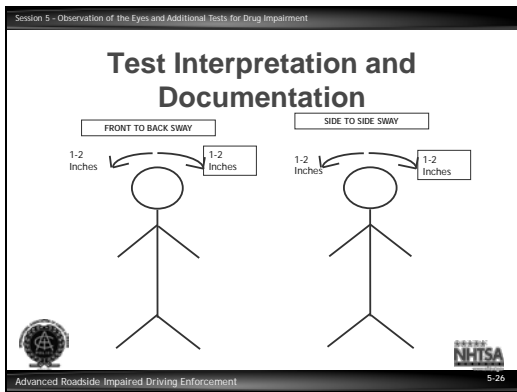 Session 5 - Observation of the Eyes and Additional Tests for Drug Impairment
Test Interpretation and
Documentation
FRONT TO BACK SWAY
SIDE TO SIDE SWAY
1-2
Inches
1-2
Inches
1-2
Inches
1-2
Inches
NHTSA
Advanced Roadside Impaired Driving Enforcement
5-26